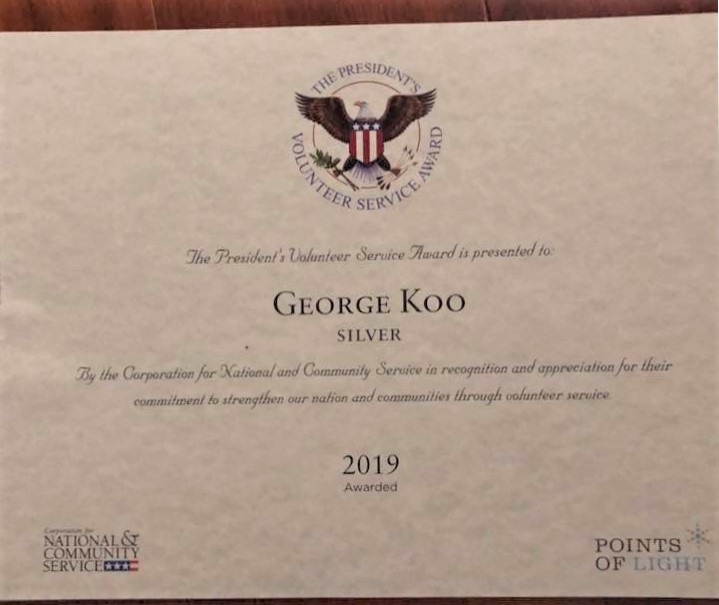 THE PRESIDENT'S
VOLUNTEER SERVICE AWARD
The President's Volunteer Service Award is presented to:
GEORGE KOO
SILVER
By the Corporation for National and Community Service in recognition and appreciation for their
commitment to strengthen our nation and communities through volunteer service.
2019
Awarded
Corporation for
NATIONAL &
COMMUNITY
SERVICE
POINTS
OF LIGHT